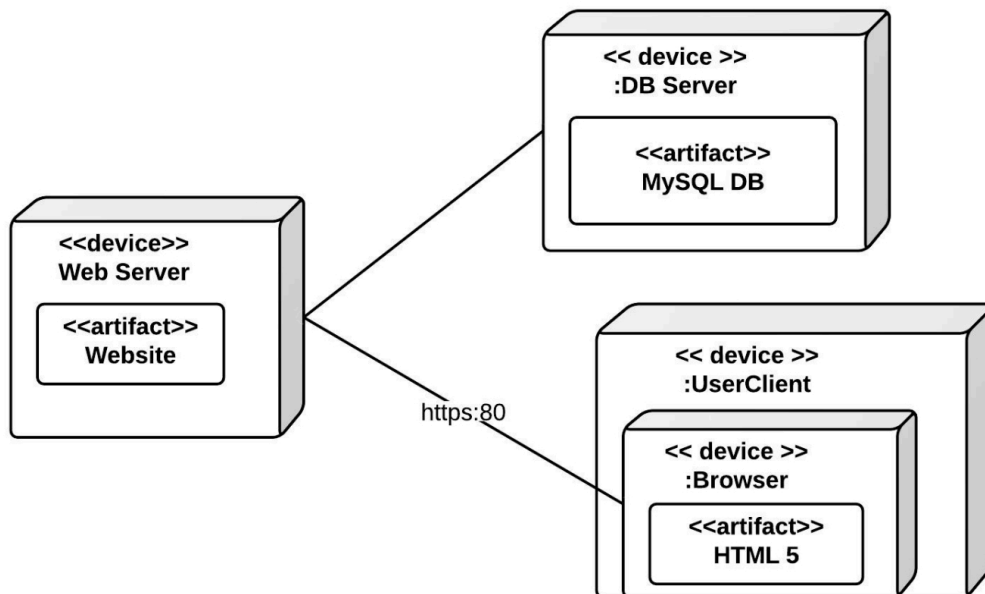 << device >>
:DB Server
<<artifact>>
MySQL DB
<<device>>
Web Server
<<artifact>>
Website
https:80
<< device >>
:UserClient
<< device >>
:Browser
<<artifact>>
HTML 5